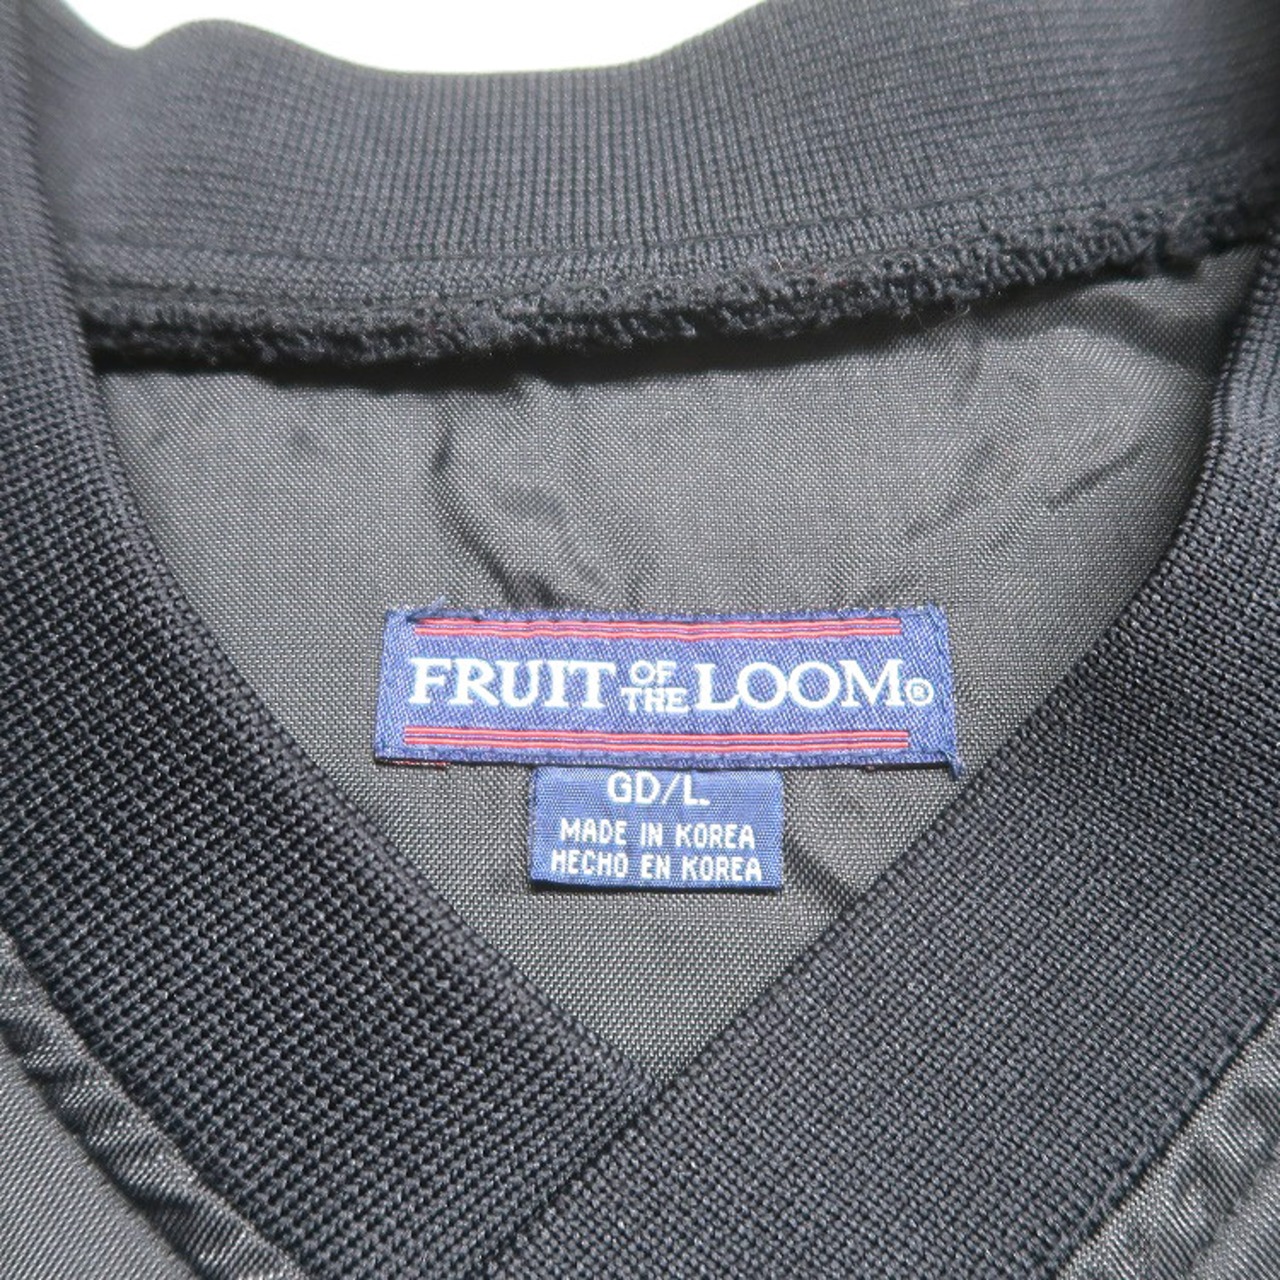 FRUIT OF THE LOOM®
GD/L.
MADE IN KOREA
HECHO EN KOREA